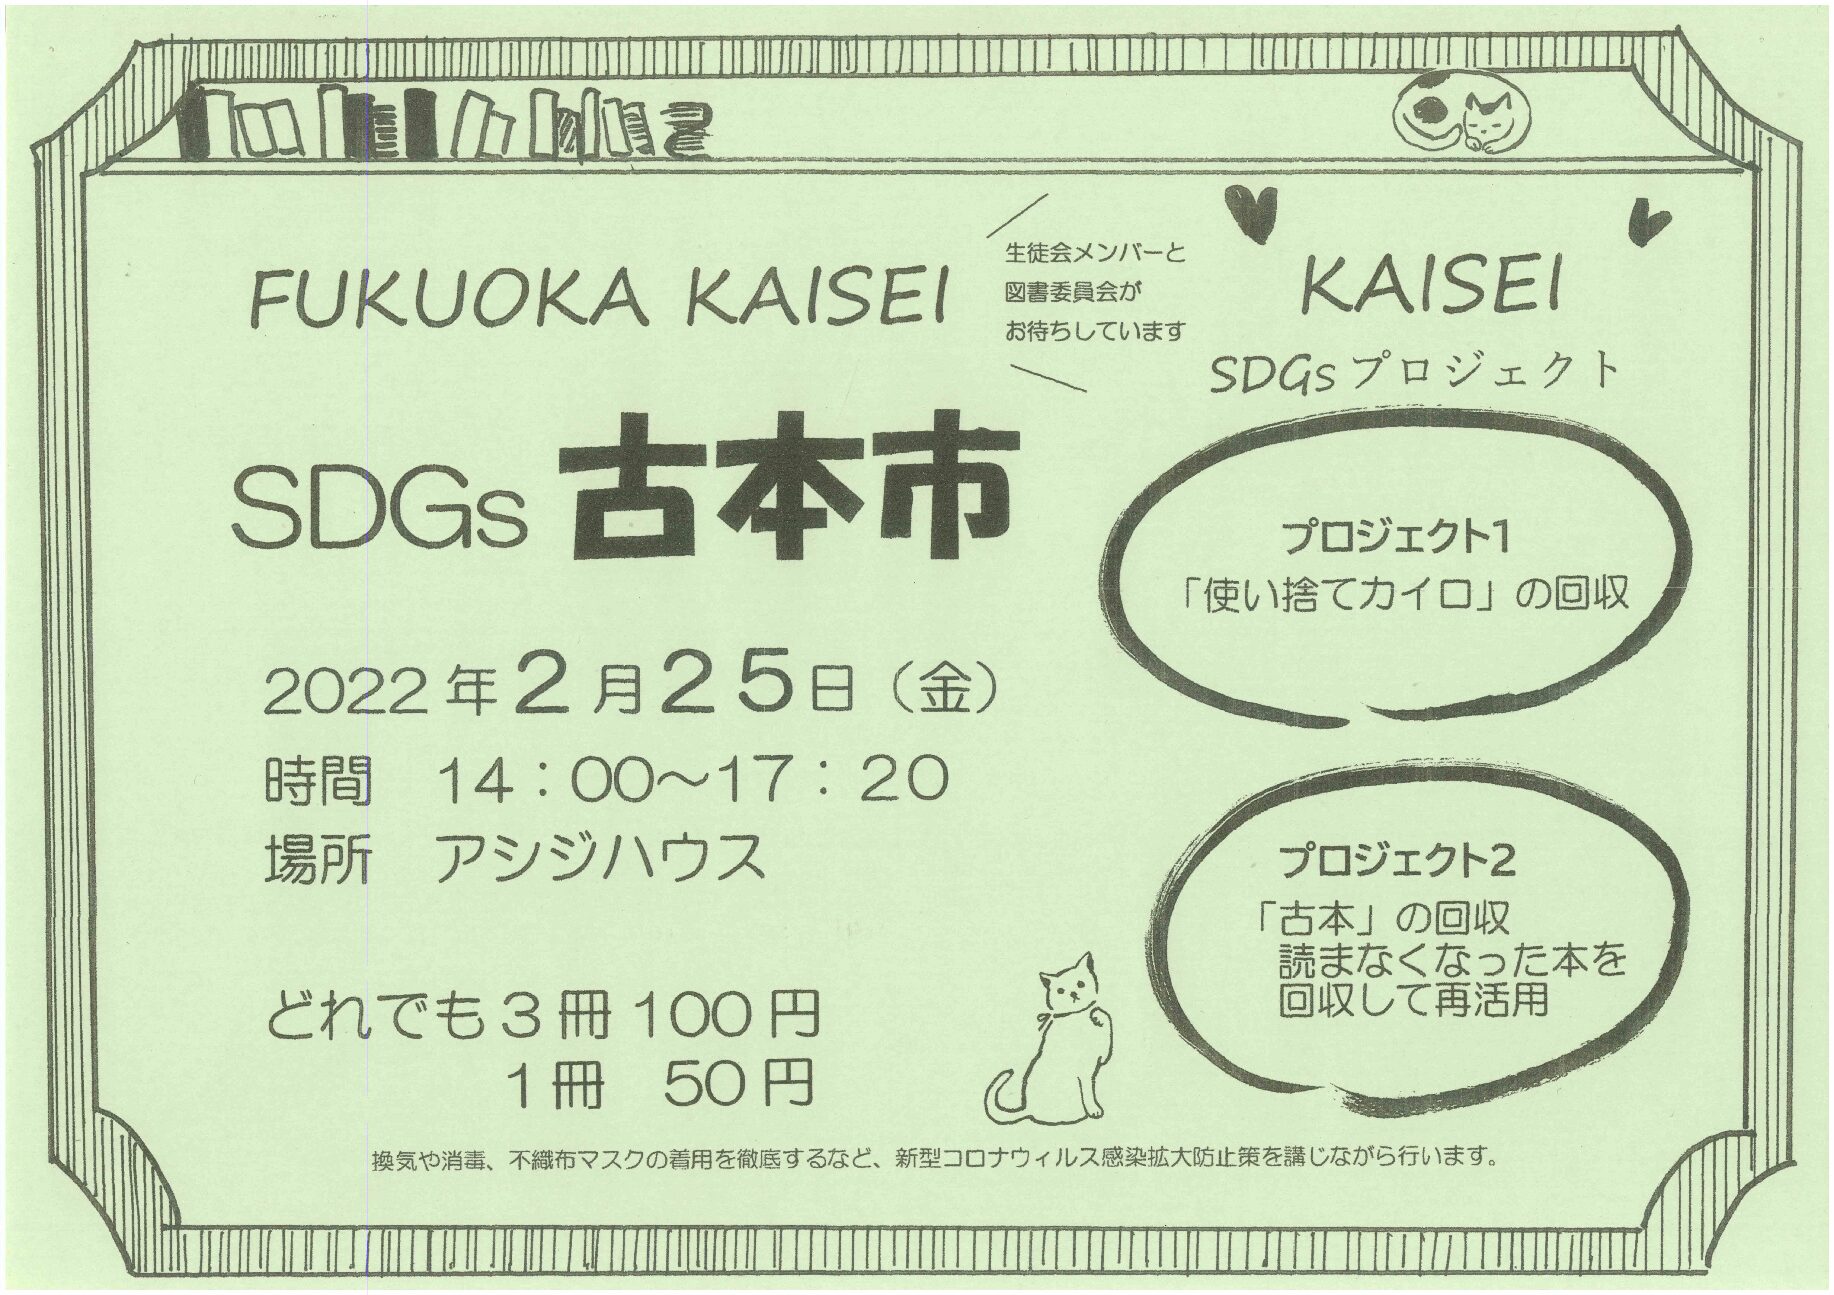 FUKUOKA KAISEI
生徒会メンバーと
図書委員会が
お待ちしています
SDGs 古本市
2022年2月25日（金）
時間　14：00～17：20
場所　アシジハウス
どれでも3冊100円
1冊　50円
KAISEI
SDGsプロジェクト
プロジェクト1
「使い捨てカイロ」の回収
プロジェクト2
「古本」の回収
読まなくなった本を
回収して再活用
換気や消毒、不織布マスクの着用を徹底するなど、新型コロナウィルス感染拡大防止策を講じながら行います。